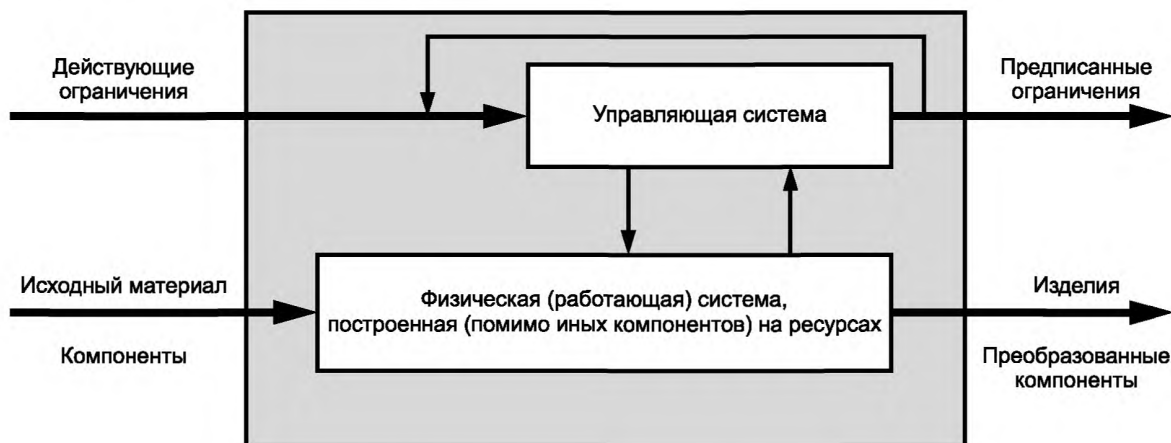 Действующие
ограничения
Управляющая система
Предписанные
ограничения
Исходный материал
Компоненты
Физическая (работающая) система,
построенная (помимо иных компонентов) на ресурсах
Изделия
Преобразованные
компоненты